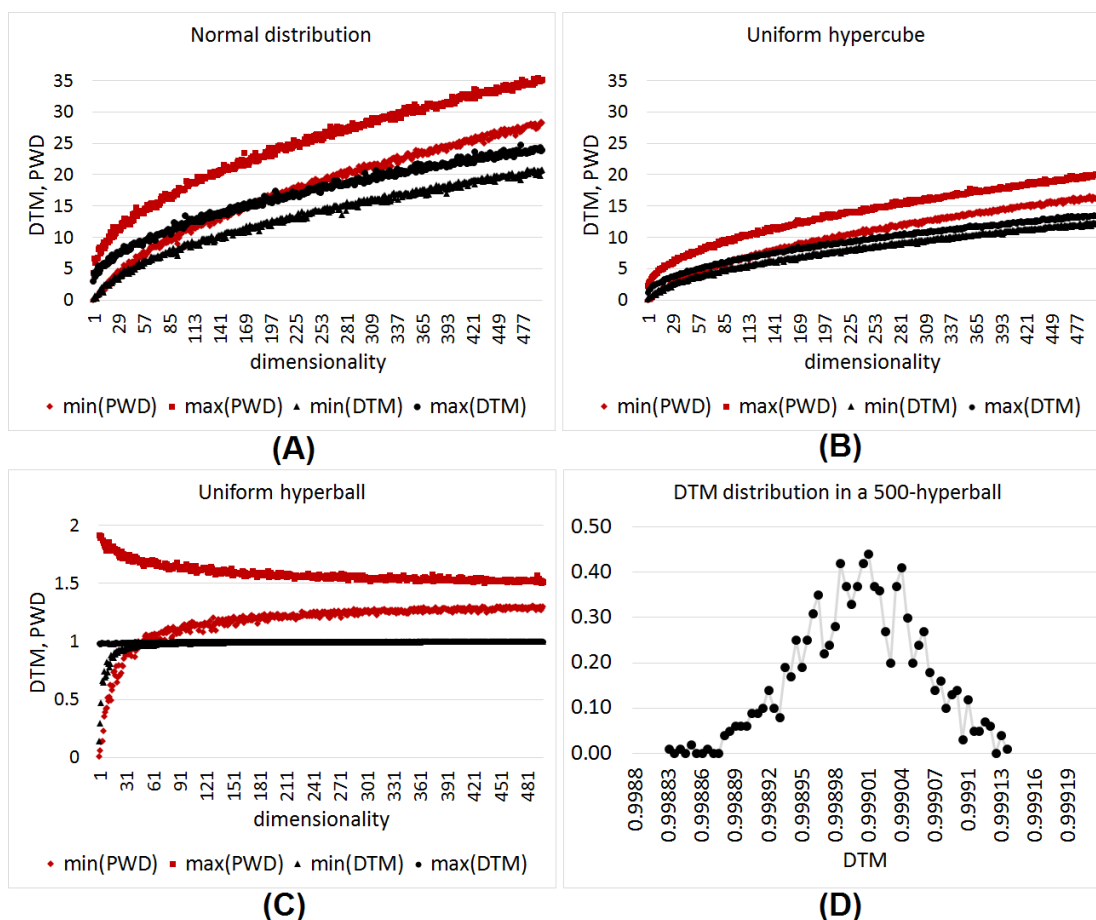 Normal distribution
DTM, PWD
35
30
25
20
15
10
5
0
1 29 57 85 113 141 169 197 225 253 281 309 337 365 393 421 449 477
dimensionality
min(PWD) max(PWD) min(DTM) max(DTM)
(A)
Uniform hypercube
DTM, PWD
35
30
25
20
15
10
5
0
1 29 57 85 113 141 169 197 225 253 281 309 337 365 393 421 449 477
dimensionality
min(PWD) max(PWD) min(DTM) max(DTM)
(B)
Uniform hyperball
DTM, PWD
2
1.5
1
0.5
0
1 31 61 91 121 151 181 211 241 271 301 331 361 391 421 451 481
dimensionality
min(PWD) max(PWD) min(DTM) max(DTM)
(C)
DTM distribution in a 500-hyperball
0.50
0.40
0.30
0.20
0.10
0.00
0.9988 0.99883 0.99886 0.99889 0.99892 0.99895 0.99898 0.99901 0.99904 0.99907 0.9991 0.99913 0.99916 0.99919
DTM
(D)